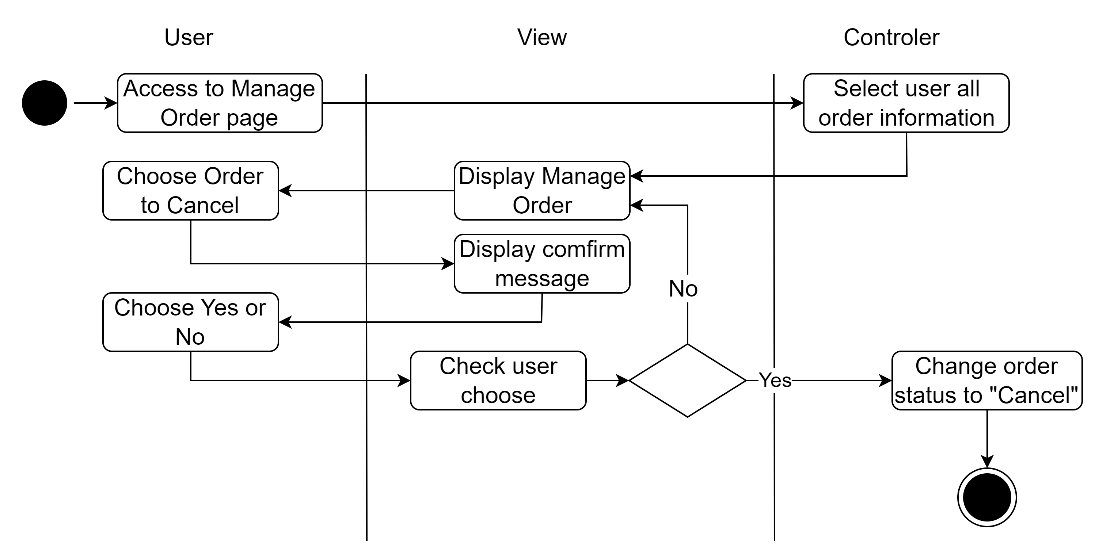 User
View
Controler
Access to Manage
Order page
Select user all
order information
Choose Order
to Cancel
Display Manage
Order
Display comfirm
message
Choose Yes or
No
No
Check user
choose
Yes
Change order
status to "Cancel"